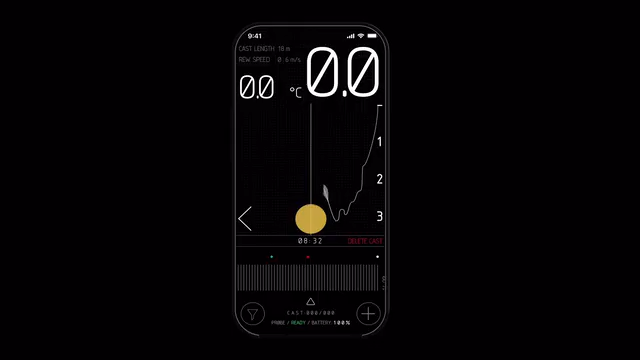 9:41
CAST LENGTH 18 m
REW SPEED 0.6 m/s
0.0
0.0 °C
1
2
3
08:32
DELETE LAST
CAST-000/000
PROBE / READY / BATTERY 100%